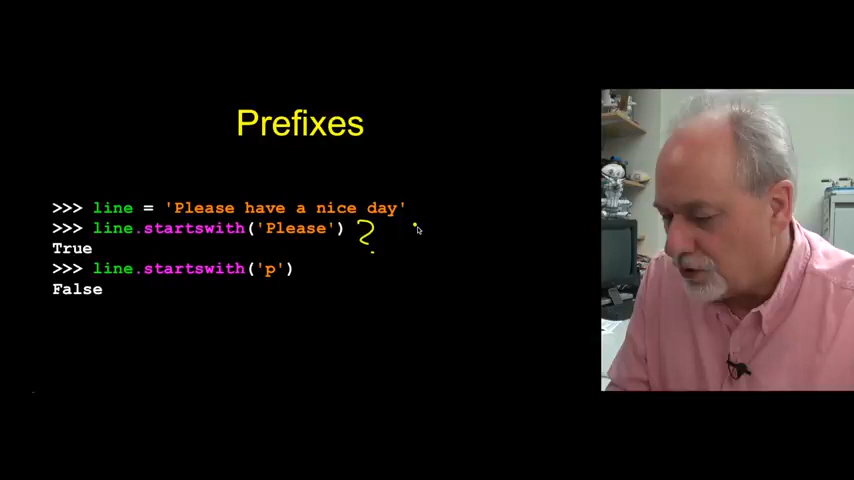 Prefixes
>>> line = 'Please have a nice day'
>>> line.startswith('Please') ?
True
>>> line.startswith('p')
False